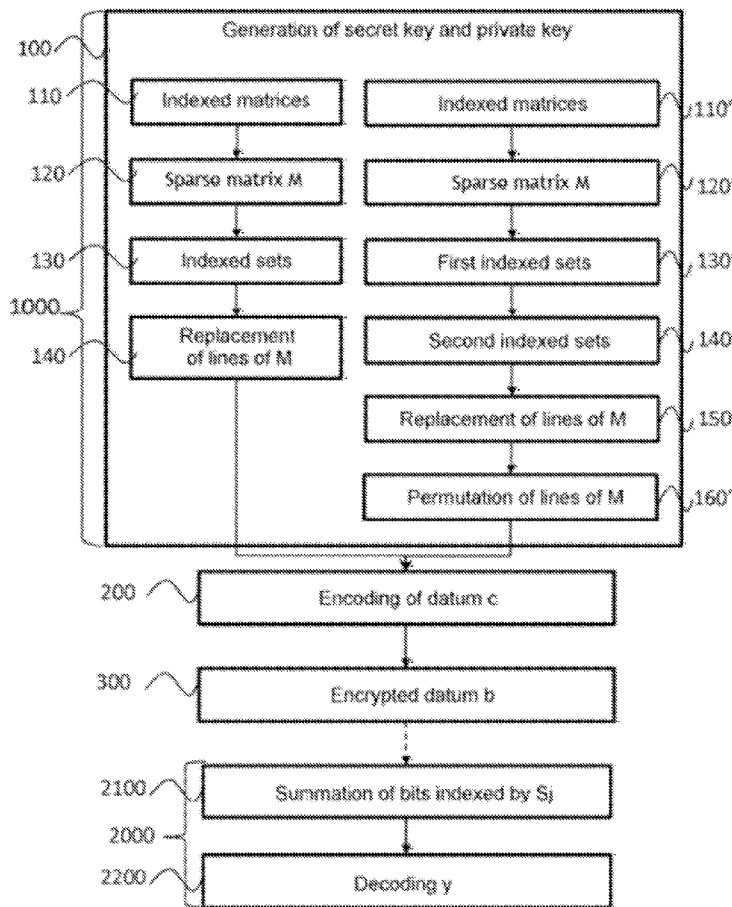 Generation of secret key and private key
100
110
Indexed matrices
Indexed matrices
110'
120
Sparse matrix M
Sparse matrix M
120'
130
Indexed sets
First indexed sets
130'
1000
140
Replacement
of lines of M
Second indexed sets
140'
Replacement of lines of M
150'
Permutation of lines of M
160'
200
Encoding of datum c
300
Encrypted datum b
2100
Summation of bits indexed by Sj
2000
2200
Decoding y